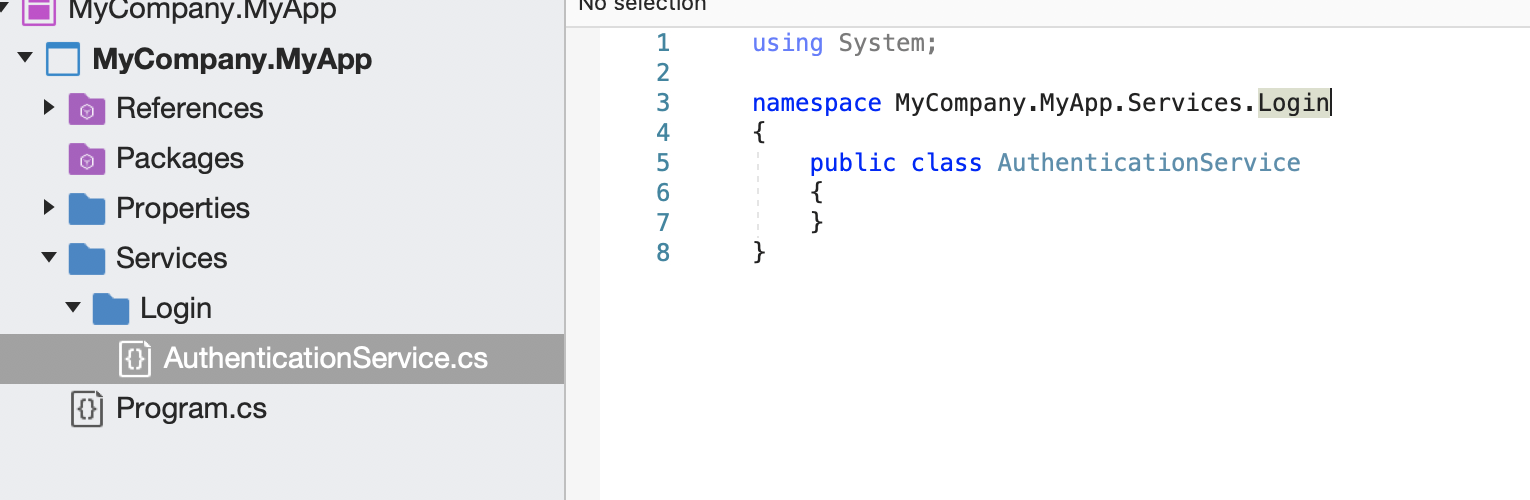 MyCompany.MyApp
MyCompany.MyApp
References
Packages
Properties
Services
Login
AuthenticationService.cs
Program.cs
No selection
1 using System;
2
3 namespace MyCompany.MyApp.Services.Login
4 {
5 public class AuthenticationService
6 {
7 }
8 }